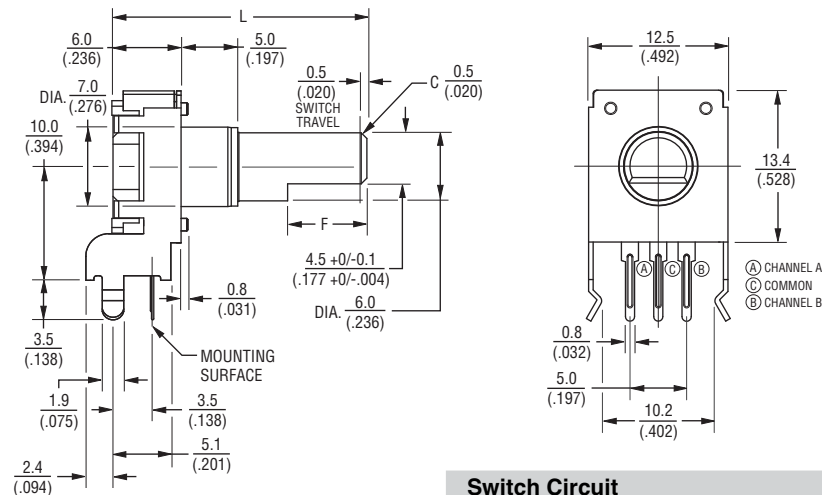 L
6.0
(.236)
5.0
(.197)
DIA. 7.0
(.276)
0.5
(.020)
SWITCH
TRAVEL
C 0.5
(.020)
10.0
(.394)
F
4.5 +0/-0.1
(.177 +0/-.004)
DIA. 6.0
(.236)
0.8
(.031)
3.5
(.138)
MOUNTING
SURFACE
1.9
(.075)
3.5
(.138)
5.1
(.201)
2.4
(.094)
12.5
(.492)
13.4
(.528)
A C B
A CHANNEL A
C COMMON
B CHANNEL B
0.8
(.032)
5.0
(.197)
10.2
(.402)
Switch Circuit